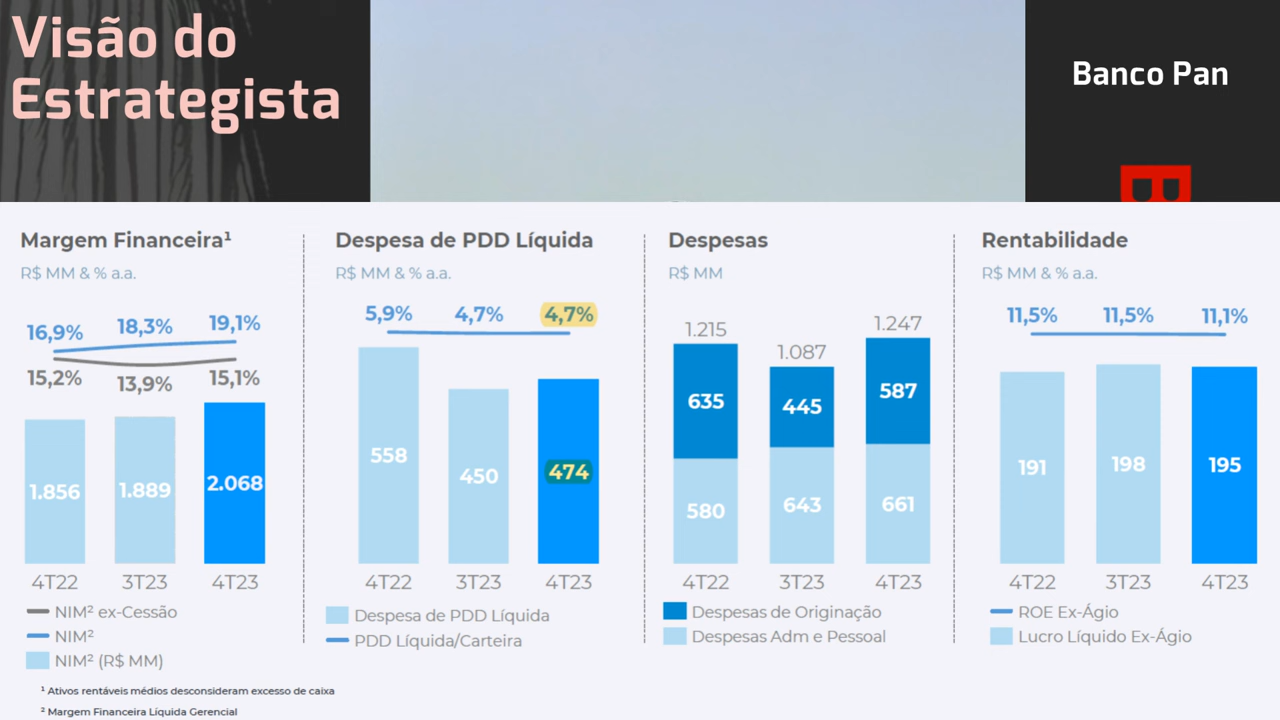 Visão do
Estrategista
Banco Pan
B
Margem Financeira¹
R$ MM & % a.a.
16,9%
18,3%
19,1%
15,2%
13,9%
15,1%
1.856
1.889
2.068
4T22
3T23
4T23
NIM² ex-Cessão
NIM²
NIM² (R$ MM)
¹ Ativos rentáveis médios desconsideram excesso de caixa
² Margem Financeira Líquida Gerencial
Despesa de PDD Líquida
R$ MM & % a.a.
5,9%
4,7%
4,7%
558
450
474
4T22
3T23
4T23
Despesa de PDD Líquida
PDD Líquida/Carteira
Despesas
R$ MM
1.215
1.087
1.247
635
445
587
580
643
661
4T22
3T23
4T23
Despesas de Originação
Despesas Adm e Pessoal
Rentabilidade
R$ MM & % a.a.
11,5%
11,5%
11,1%
191
198
195
4T22
3T23
4T23
ROE Ex-Ágio
Lucro Líquido Ex-Ágio